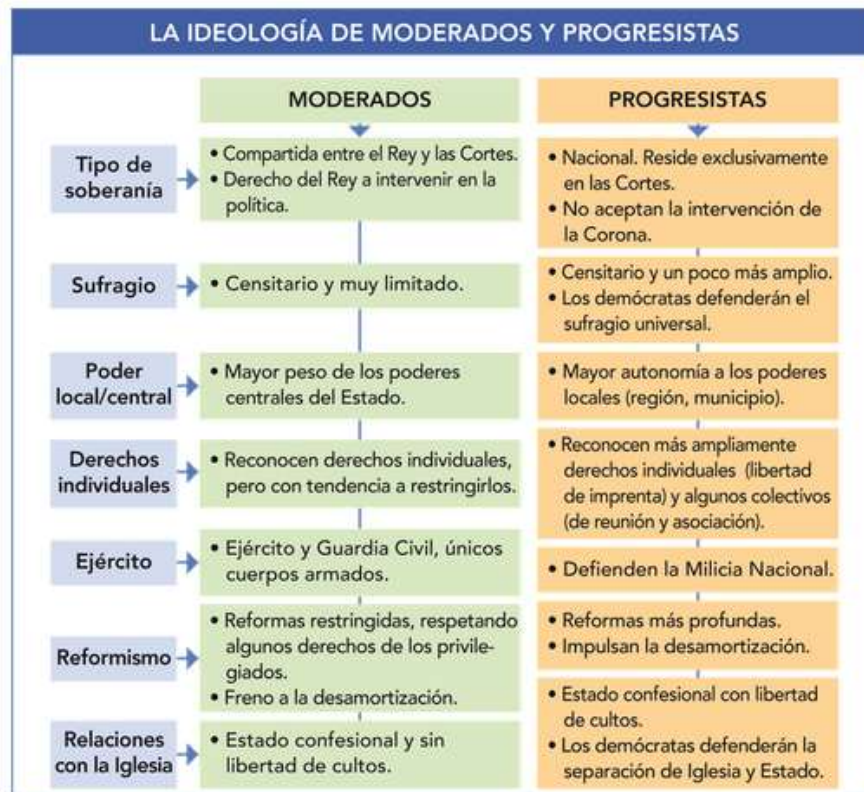 LA IDEOLOGÍA DE MODERADOS Y PROGRESISTAS
MODERADOS
PROGRESISTAS
Tipo de
soberanía
• Compartida entre el Rey y las Cortes.
• Derecho del Rey a intervenir en la
política.
• Nacional. Reside exclusivamente
en las Cortes.
• No aceptan la intervención de
la Corona.
Sufragio
• Censitario y muy limitado.
• Censitario y un poco más amplio.
• Los demócratas defenderán el
sufragio universal.
Poder
local/central
• Mayor peso de los poderes
centrales del Estado.
• Mayor autonomía a los poderes
locales (región, municipio).
Derechos
individuales
• Reconocen derechos individuales,
pero con tendencia a restringirlos.
• Reconocen más ampliamente
derechos individuales (libertad
de imprenta) y algunos colectivos
(de reunión y asociación).
Ejército
• Ejército y Guardia Civil, únicos
cuerpos armados.
• Defienden la Milicia Nacional.
Reformismo
• Reformas restringidas, respetando
algunos derechos de los privile-
giados.
• Freno a la desamortización.
• Reformas más profundas.
• Impulsan la desamortización.
Relaciones
con la Iglesia
• Estado confesional y sin
libertad de cultos.
• Estado confesional con libertad
de cultos.
• Los demócratas defenderán la
separación de Iglesia y Estado.